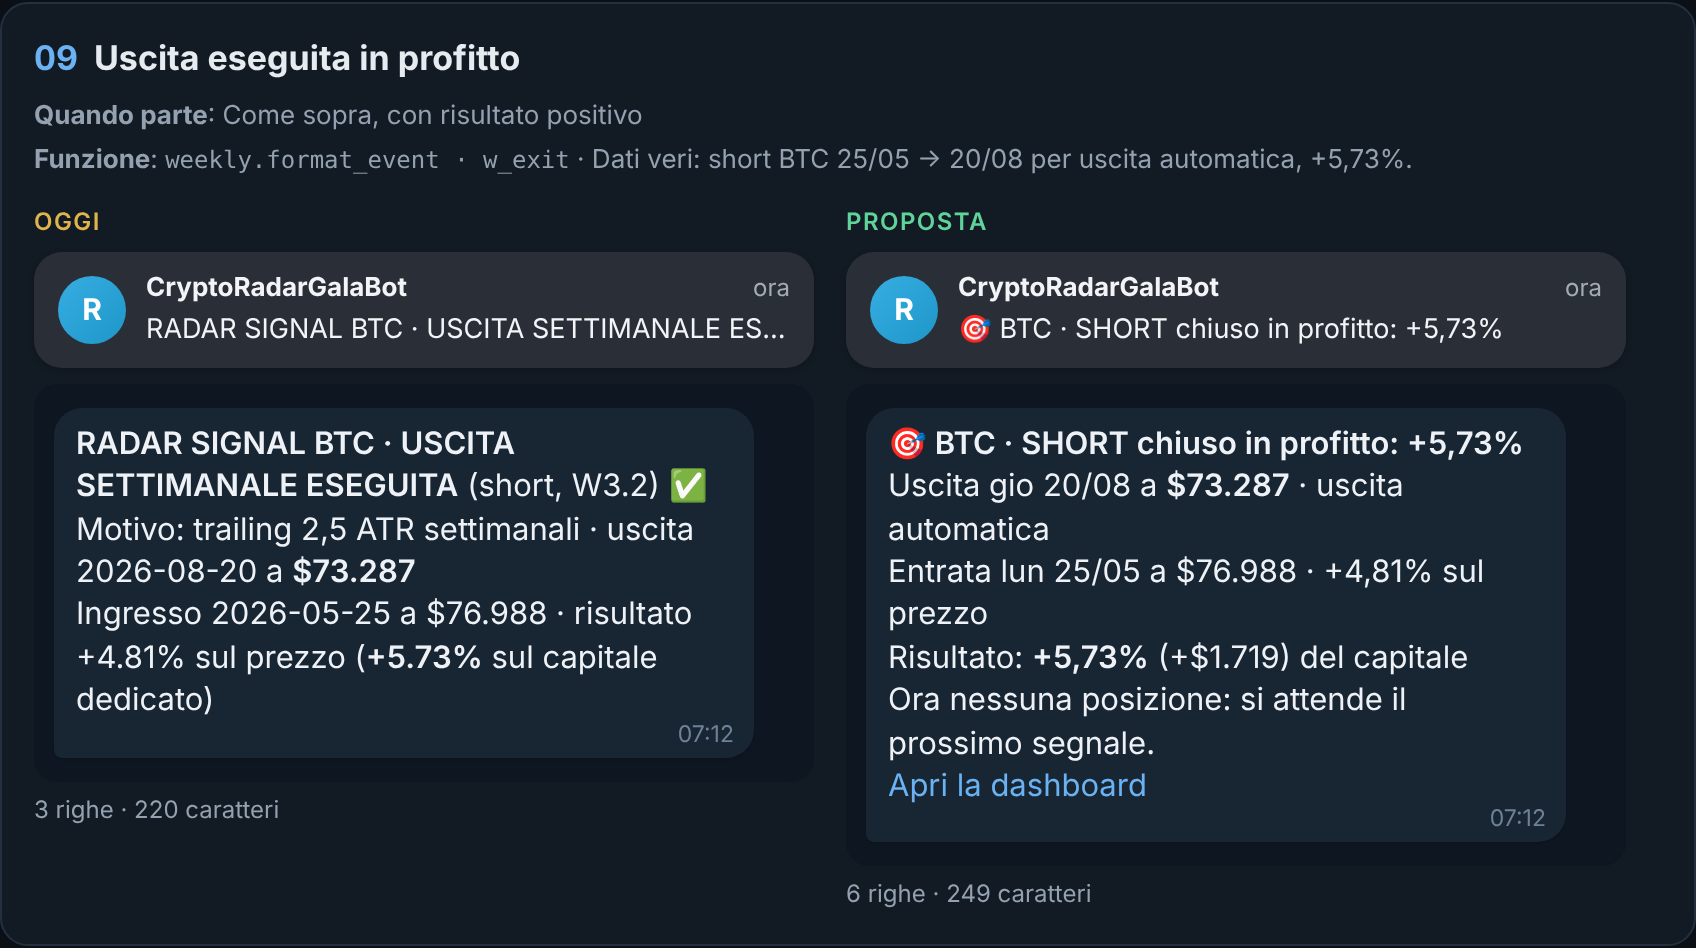 09 Uscita eseguita in profitto
Quando parte: Come sopra, con risultato positivo
Funzione: weekly.format_event · w_exit · Dati veri: short BTC 25/05 → 20/08 per uscita automatica, +5,73%.
OGGI
R
CryptoRadarGalaBot
ora
RADAR SIGNAL BTC · USCITA SETTIMANALE ES...
RADAR SIGNAL BTC · USCITA
SETTIMANALE ESEGUITA (short, W3.2) ✅
Motivo: trailing 2,5 ATR settimanali · uscita
2026-08-20 a $73.287
Ingresso 2026-05-25 a $76.988 · risultato
+4.81% sul prezzo (+5.73% sul capitale
dedicato)
07:12
3 righe · 220 caratteri
PROPOSTA
R
CryptoRadarGalaBot
ora
🎯 BTC · SHORT chiuso in profitto: +5,73%
🎯 BTC · SHORT chiuso in profitto: +5,73%
Uscita gio 20/08 a $73.287 · uscita
automatica
Entrata lun 25/05 a $76.988 · +4,81% sul
prezzo
Risultato: +5,73% (+$1.719) del capitale
Ora nessuna posizione: si attende il
prossimo segnale.
Apri la dashboard
07:12
6 righe · 249 caratteri